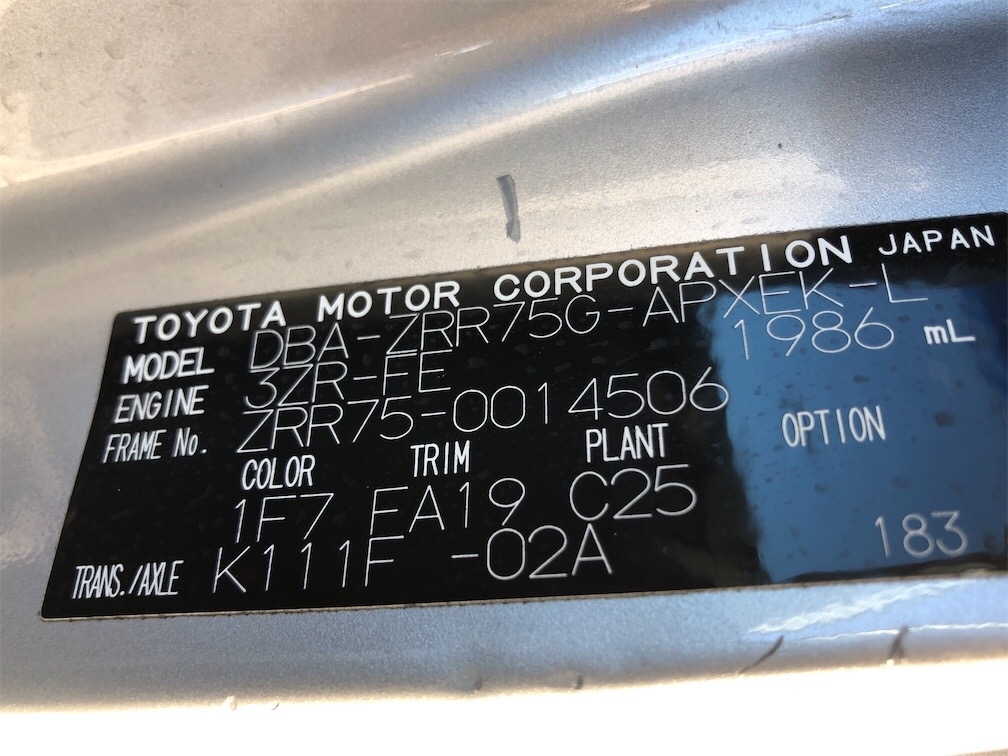 TOYOTA MOTOR CORPORATION JAPAN
MODEL DBA-ZRR75G-APXEK-L
ENGINE 3ZR-FE 1986 mL
FRAME No. ZRR75-0014506
COLOR TRIM PLANT OPTION
1F7 FA19 C25
TRANS./AXLE K111F -02A 183